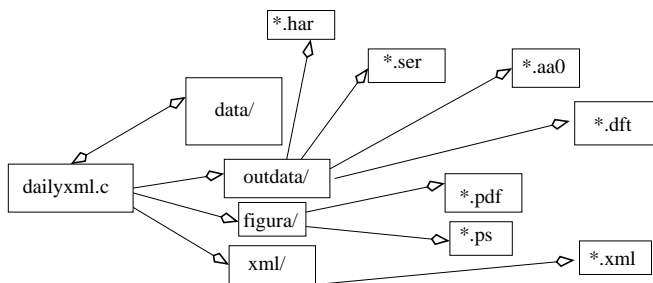 *.har
*.ser
*.aa0
data/
*.dft
dailyxml.c
outdata/
*.pdf
figura/
*.ps
xml/
*.xml